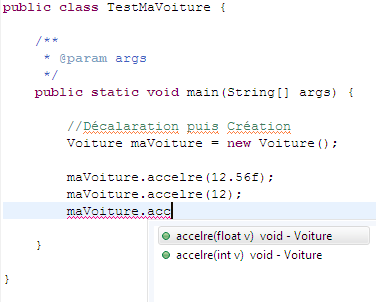 public class TestMaVoiture {
/**
* @param args
*/
public static void main(String[] args) {
//Décalaration puis Création
Voiture maVoiture = new Voiture();
maVoiture.accelre(12.56f);
maVoiture.accelre(12);
maVoiture.acc
accelre(float v) void - Voiture
accelre(int v) void - Voiture
}
}